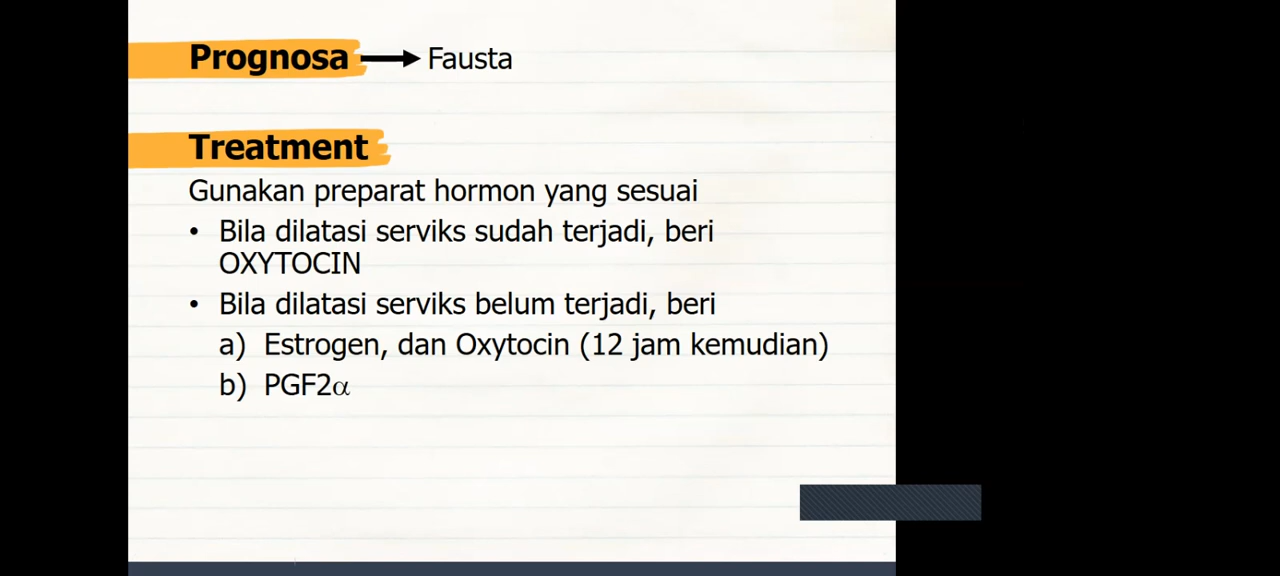 Prognosa → Fausta
Treatment
Gunakan preparat hormon yang sesuai
• Bila dilatasi serviks sudah terjadi, beri
OXYTOCIN
• Bila dilatasi serviks belum terjadi, beri
a) Estrogen, dan Oxytocin (12 jam kemudian)
b) PGF2α